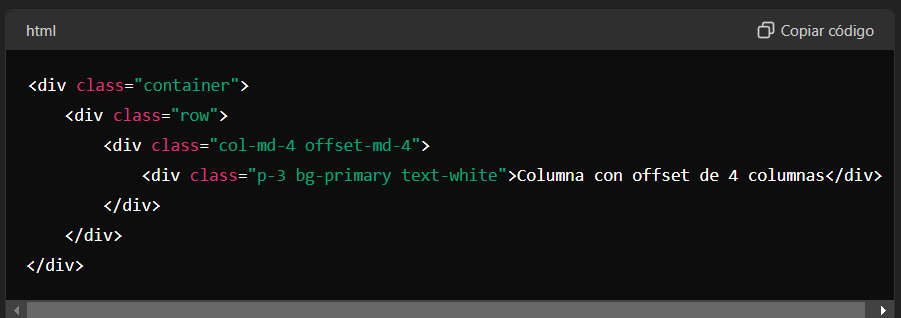 html
Copiar código
<div class="container">
<div class="row">
<div class="col-md-4 offset-md-4">
<div class="p-3 bg-primary text-white">Columna con offset de 4 columnas</div>
</div>
</div>
</div>